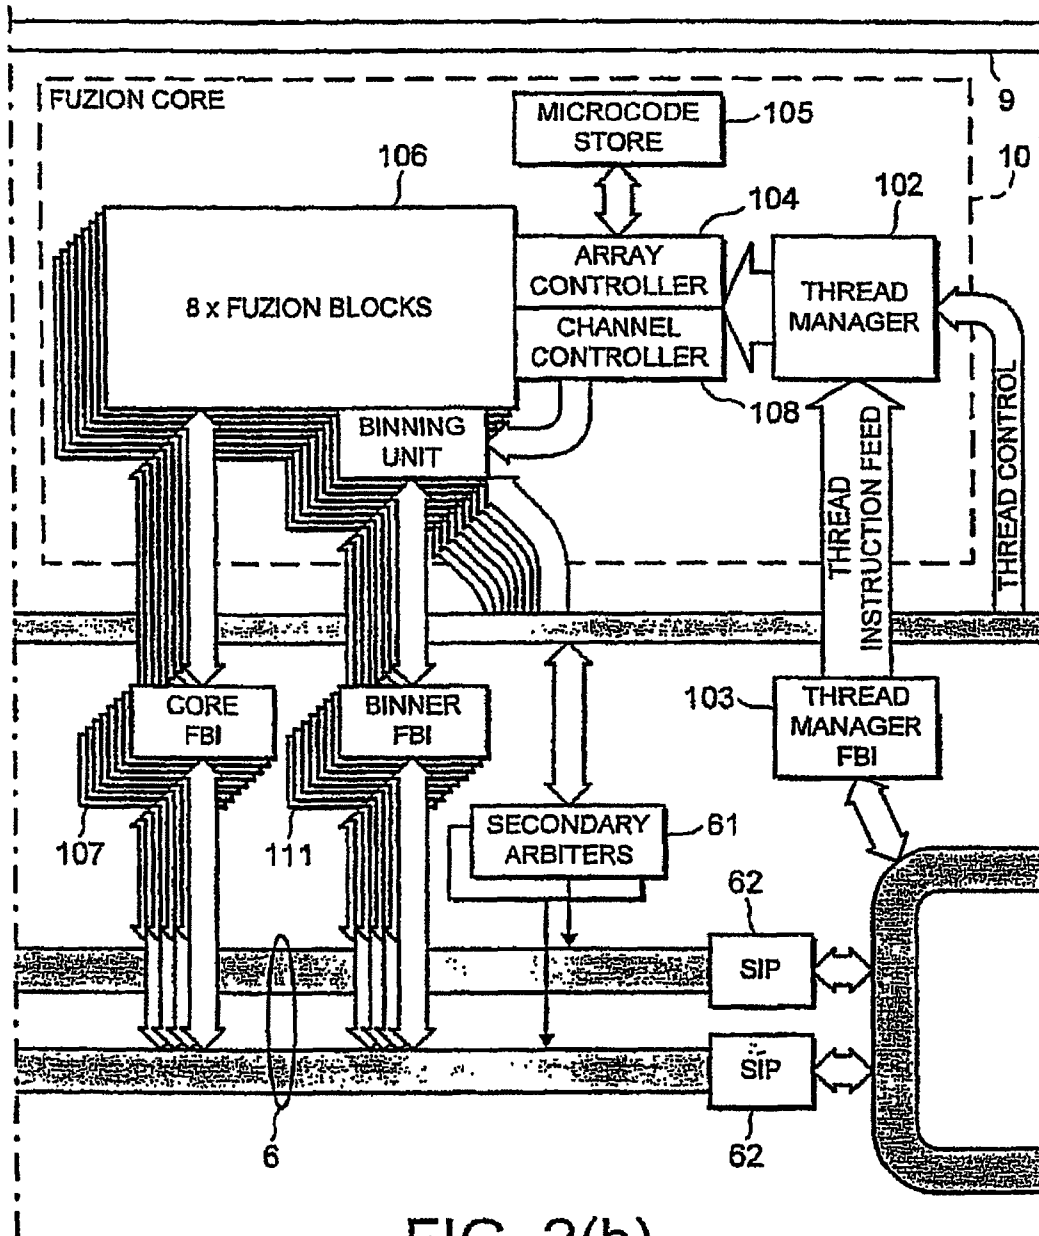 9
FUZION CORE
MICROCODE
STORE
105
10
106
104
102
ARRAY
CONTROLLER
8 x FUZION BLOCKS
THREAD
MANAGER
CHANNEL
CONTROLLER
108
BINNING
UNIT
THREAD
INSTRUCTION FEED
THREAD CONTROL
CORE
FBI
BINNER
FBI
103
THREAD
MANAGER
FBI
107
111
SECONDARY
ARBITERS
61
62
SIP
SIP
6
62